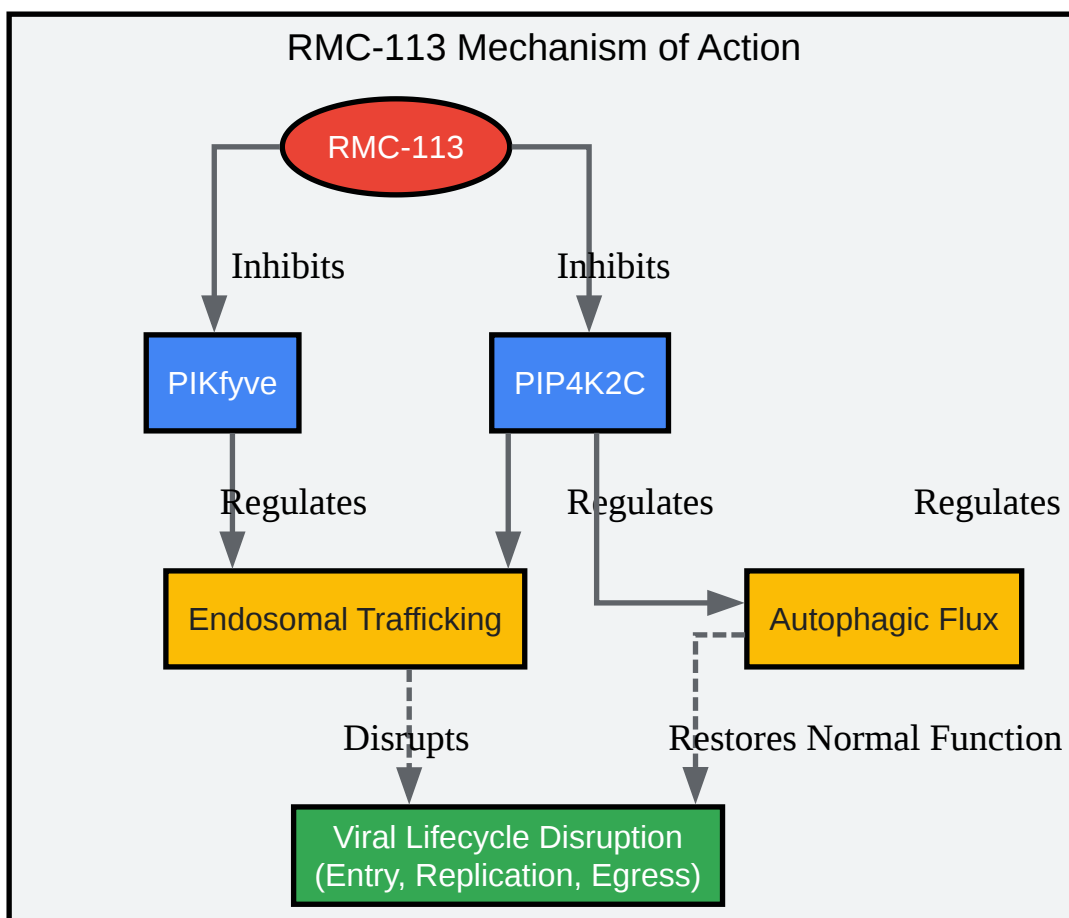 RMC-113 Mechanism of Action
RMC-113
Inhibits
Inhibits
PIKfyve
PIP4K2C
Regulates
Regulates
Regulates
Endosomal Trafficking
Autophagic Flux
Disrupts
Restores Normal Function
Viral Lifecycle Disruption
(Entry, Replication, Egress)